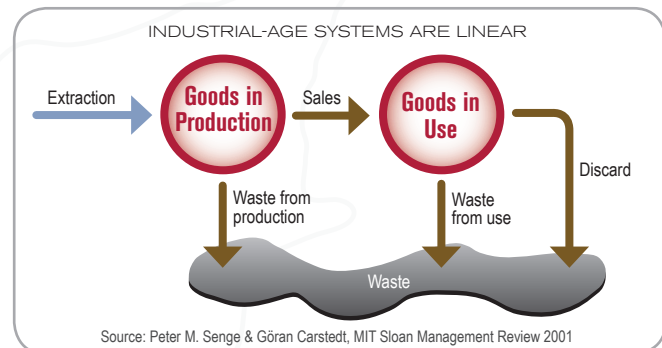 INDUSTRIAL-AGE SYSTEMS ARE LINEAR
Extraction
Goods in
Production
Sales
Goods in
Use
Discard
Waste from
production
Waste
from use
Waste
Source: Peter M. Senge & Göran Carstedt, MIT Sloan Management Review 2001